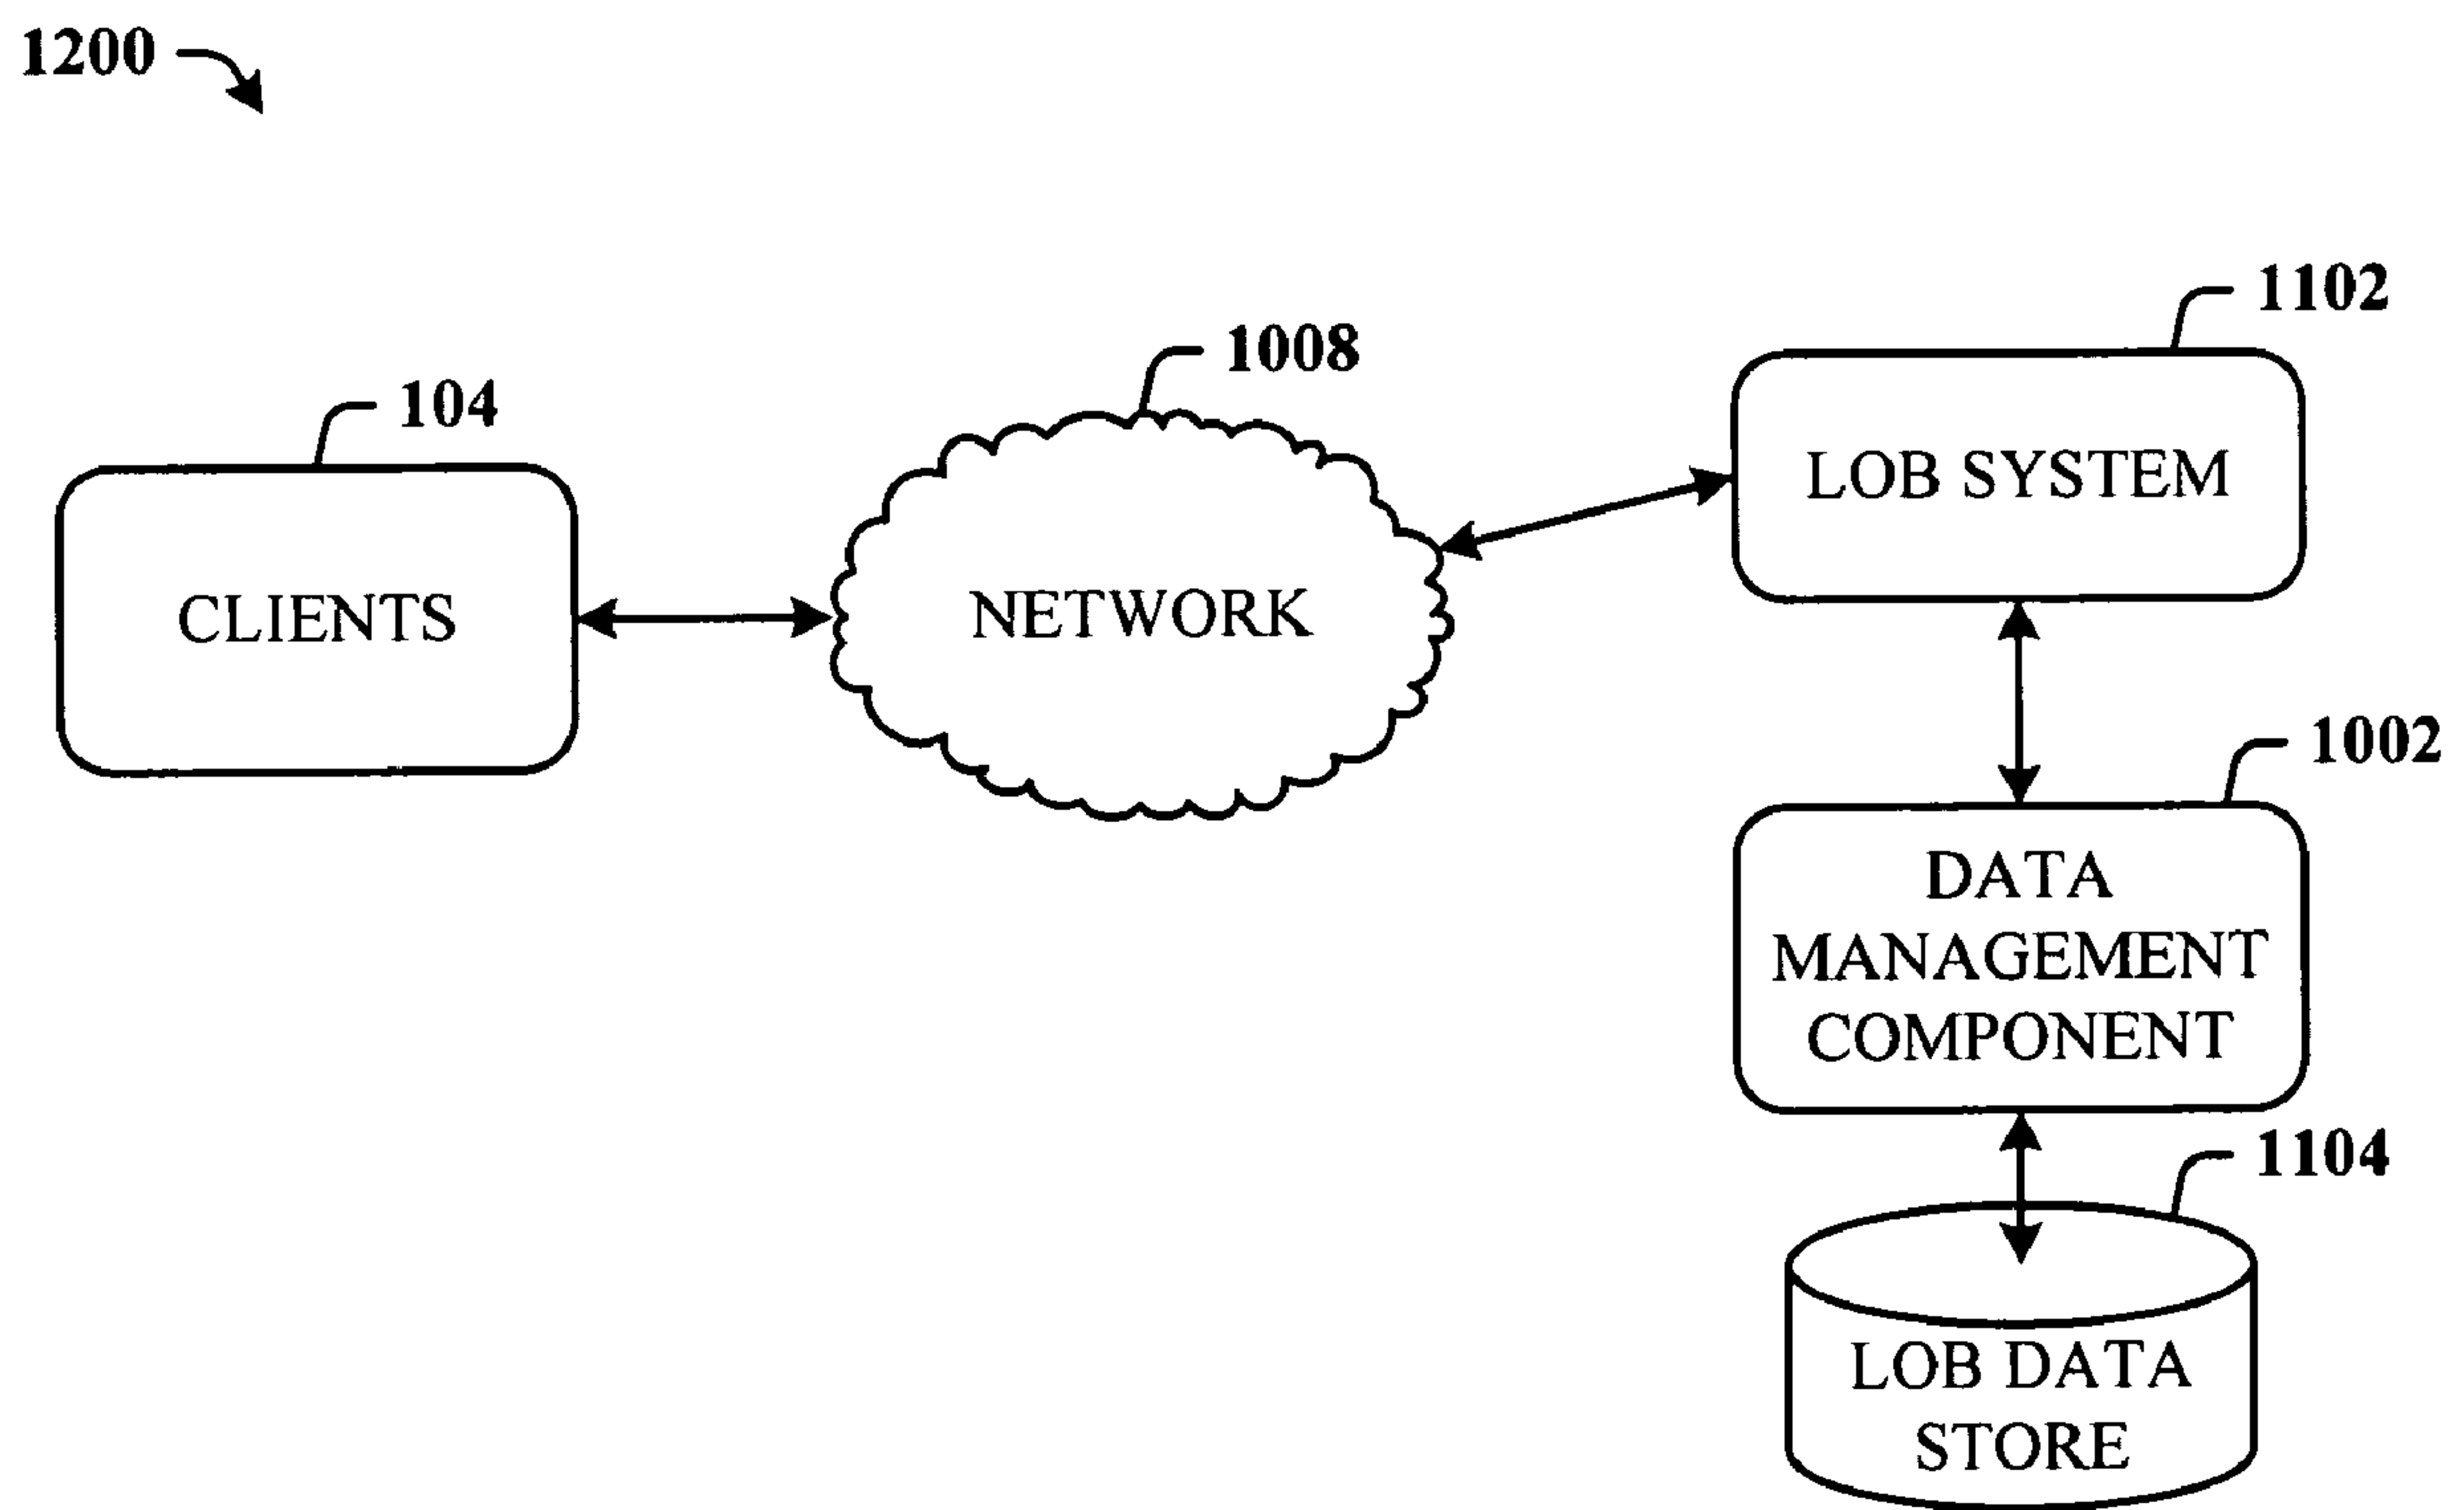 1200
1102
1008
104
LOB SYSTEM
CLIENTS
NETWORK
1002
DATA
MANAGEMENT
COMPONENT
1104
LOB DATA
STORE